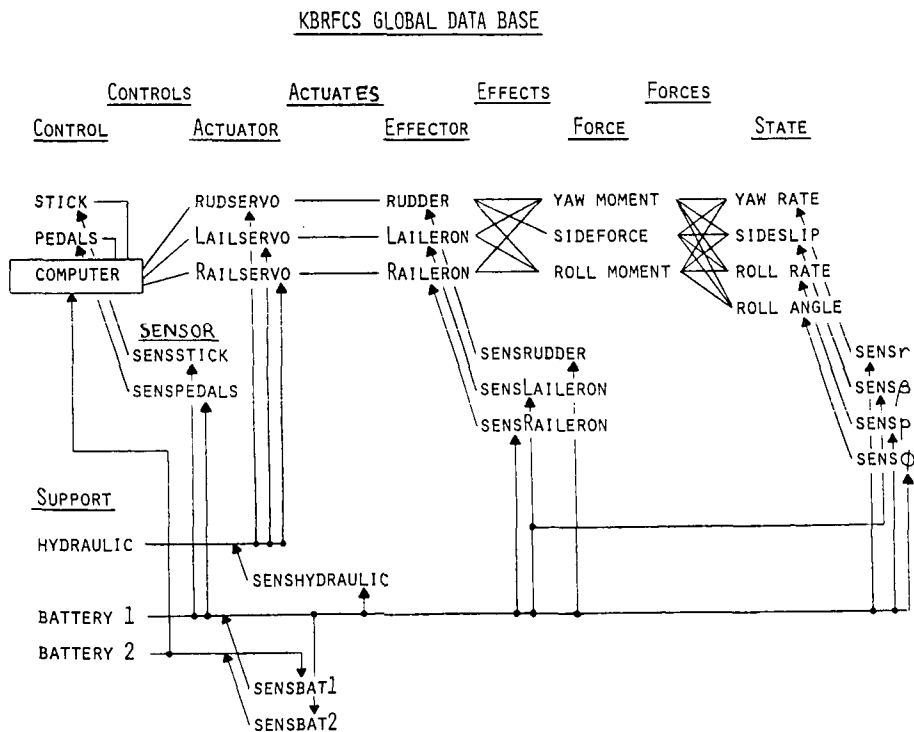 KBRFCS GLOBAL DATA BASE
CONTROLS ACTUATES EFFECTS FORCES
CONTROL ACTUATOR EFFECTOR FORCE STATE
STICK RUDSERVO RUDDER YAW MOMENT YAW RATE
PEDALS LAILSERVO LAILERON SIDEFORCE SIDESLIP
COMPUTER RAILSERVO RAILERON ROLL MOMENT ROLL RATE
ROLL ANGLE
SENSOR
SENSSTICK SENSRUDDER SENSr
SENSPEDALS SENSLAILERON SENSβ
SENSRAILERON SENSp
SENSØ
SUPPORT
HYDRAULIC
SENSHYDRAULIC
BATTERY 1
BATTERY 2
SENSBAT1
SENSBAT2